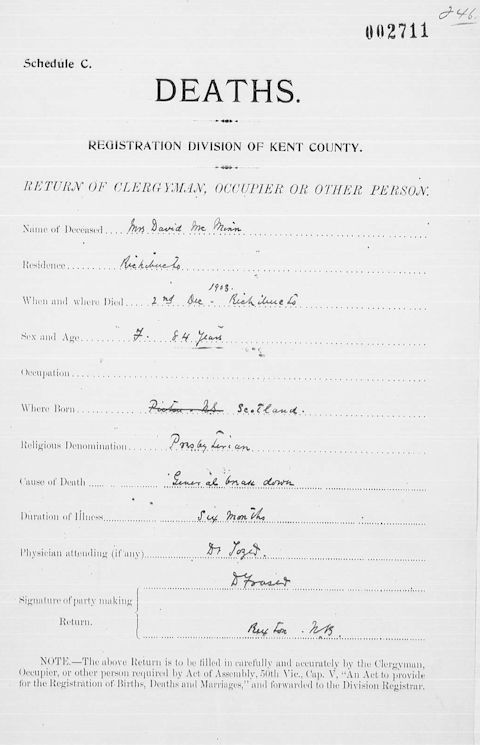 246
002711
Schedule C.
DEATHS.
REGISTRATION DIVISION OF KENT COUNTY.
RETURN OF CLERGYMAN, OCCUPIER OR OTHER PERSON.
Name of Deceased.... Mrs David Mc Minn
Residence.......... Richibucto
1903.
When and where Died.... 2nd Dec - Richibucto
Sex and Age........ F. 84 Years
Occupation
Where Born........ Pictou - NS Scotland.
Religious Denomination.... Presbyterian
Cause of Death ........ General break down
Duration of Illness........ Six months
Physician attending (if any) ........ Dr Tozer.
D Fraser
Signature of party making
Return.
Rexton N.B.
NOTE.—The above Return is to be filled in carefully and accurately by the Clergyman,
Occupier, or other person required by Act of Assembly, 50th Vic., Cap. V, "An Act to provide
for the Registration of Births, Deaths and Marriages," and forwarded to the Division Registrar.